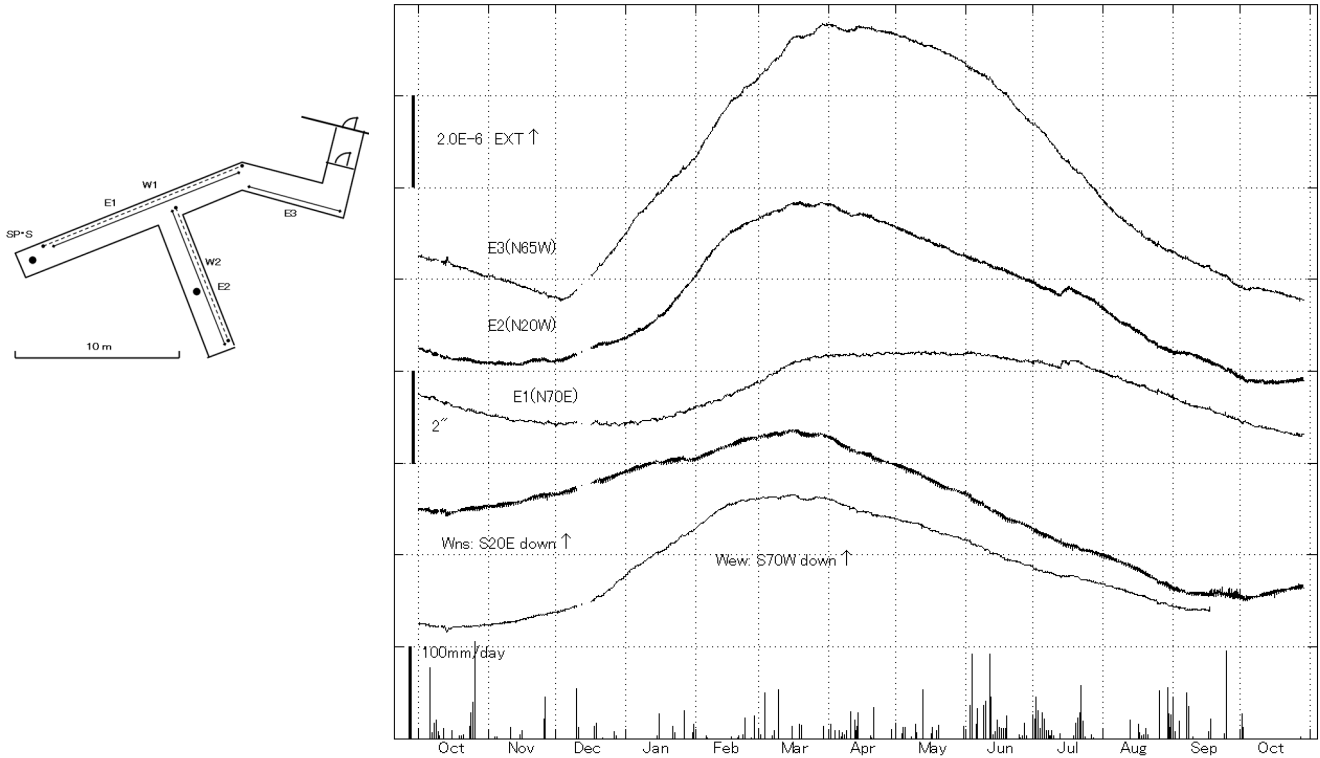 W1
E1
E3
SP•S
W2
E2
10 m
2.0E-6 EXT ↑
E3(N65W)
E2(N20W)
E1(N70E)
2″
Wns: S20E down ↑
Wew: S70W down ↑
100mm/day
Oct Nov Dec Jan Feb Mar Apr May Jun Jul Aug Sep Oct